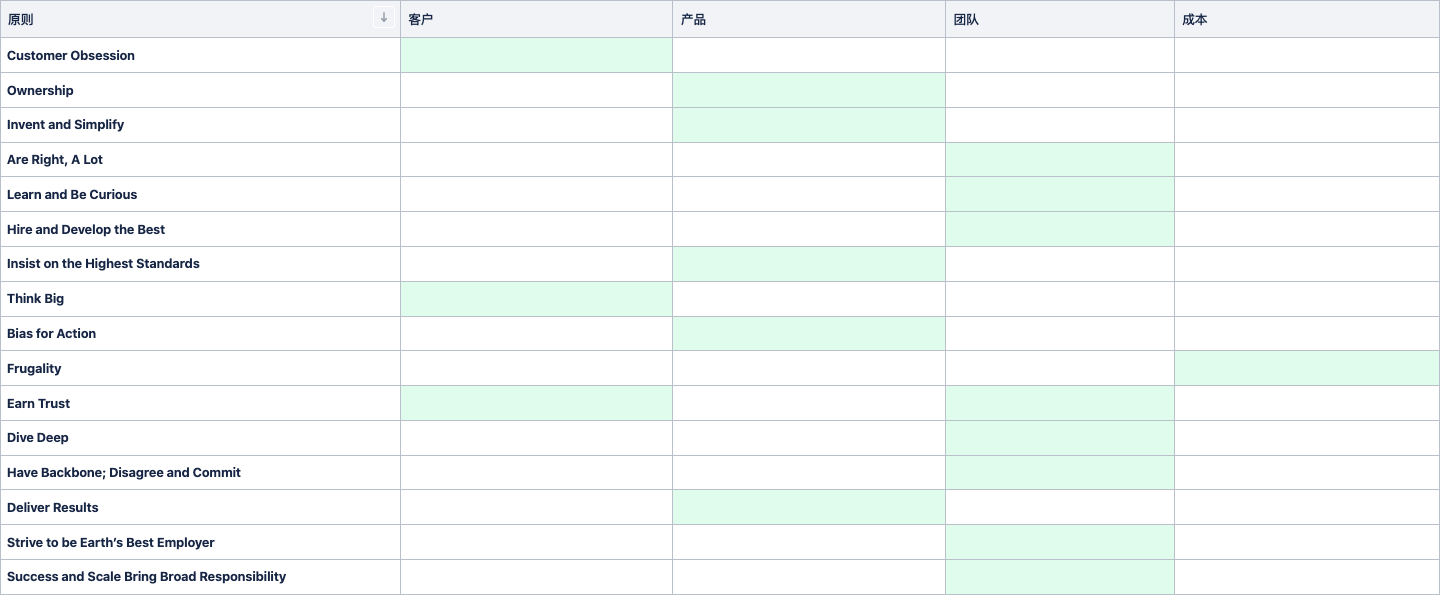 原则 ↓ 客户 产品 团队 成本
Customer Obsession
Ownership
Invent and Simplify
Are Right, A Lot
Learn and Be Curious
Hire and Develop the Best
Insist on the Highest Standards
Think Big
Bias for Action
Frugality
Earn Trust
Dive Deep
Have Backbone; Disagree and Commit
Deliver Results
Strive to be Earth’s Best Employer
Success and Scale Bring Broad Responsibility